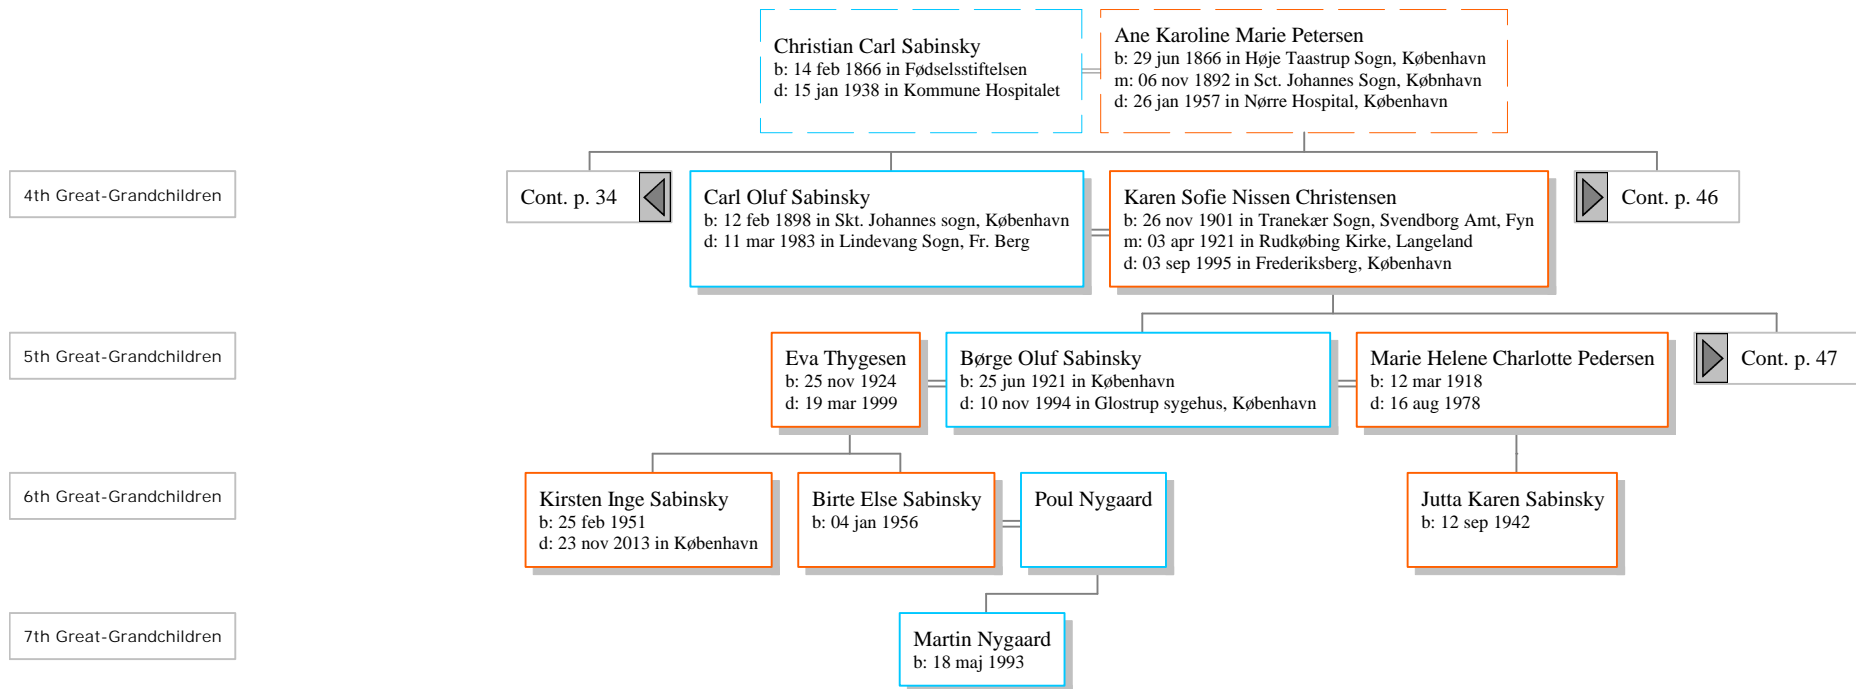 Christian Carl Sabinsky
b: 14 feb 1866 in Fødselsstiftelsen
d: 15 jan 1938 in Kommune Hospitalet
Ane Karoline Marie Petersen
b: 29 jun 1866 in Høje Taastrup Sogn, København
m: 06 nov 1892 in Sct. Johannes Sogn, Købnhavn
d: 26 jan 1957 in Nørre Hospital, København
4th Great-Grandchildren
Cont. p. 34
Carl Oluf Sabinsky
b: 12 feb 1898 in Skt. Johannes sogn, København
d: 11 mar 1983 in Lindevang Sogn, Fr. Berg
Karen Sofie Nissen Christensen
b: 26 nov 1901 in Tranekær Sogn, Svendborg Amt, Fyn
m: 03 apr 1921 in Rudkøbing Kirke, Langeland
d: 03 sep 1995 in Frederiksberg, København
Cont. p. 46
5th Great-Grandchildren
Eva Thygesen
b: 25 nov 1924
d: 19 mar 1999
Børge Oluf Sabinsky
b: 25 jun 1921 in København
d: 10 nov 1994 in Glostrup sygehus, København
Marie Helene Charlotte Pedersen
b: 12 mar 1918
d: 16 aug 1978
Cont. p. 47
6th Great-Grandchildren
Kirsten Inge Sabinsky
b: 25 feb 1951
d: 23 nov 2013 in København
Birte Else Sabinsky
b: 04 jan 1956
Poul Nygaard
Jutta Karen Sabinsky
b: 12 sep 1942
7th Great-Grandchildren
Martin Nygaard
b: 18 maj 1993